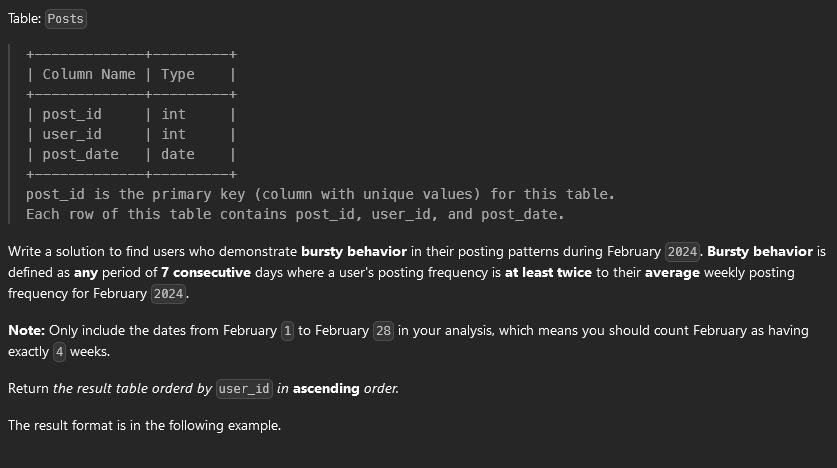 Table: Posts
+-------------+---------+
| Column Name | Type    |
+-------------+---------+
| post_id     | int     |
| user_id     | int     |
| post_date   | date    |
+-------------+---------+
post_id is the primary key (column with unique values) for this table.
Each row of this table contains post_id, user_id, and post_date.
Write a solution to find users who demonstrate bursty behavior in their posting patterns during February 2024. Bursty behavior is
defined as any period of 7 consecutive days where a user's posting frequency is at least twice to their average weekly posting
frequency for February 2024.
Note: Only include the dates from February 1 to February 28 in your analysis, which means you should count February as having
exactly 4 weeks.
Return the result table orderd by user_id in ascending order.
The result format is in the following example.